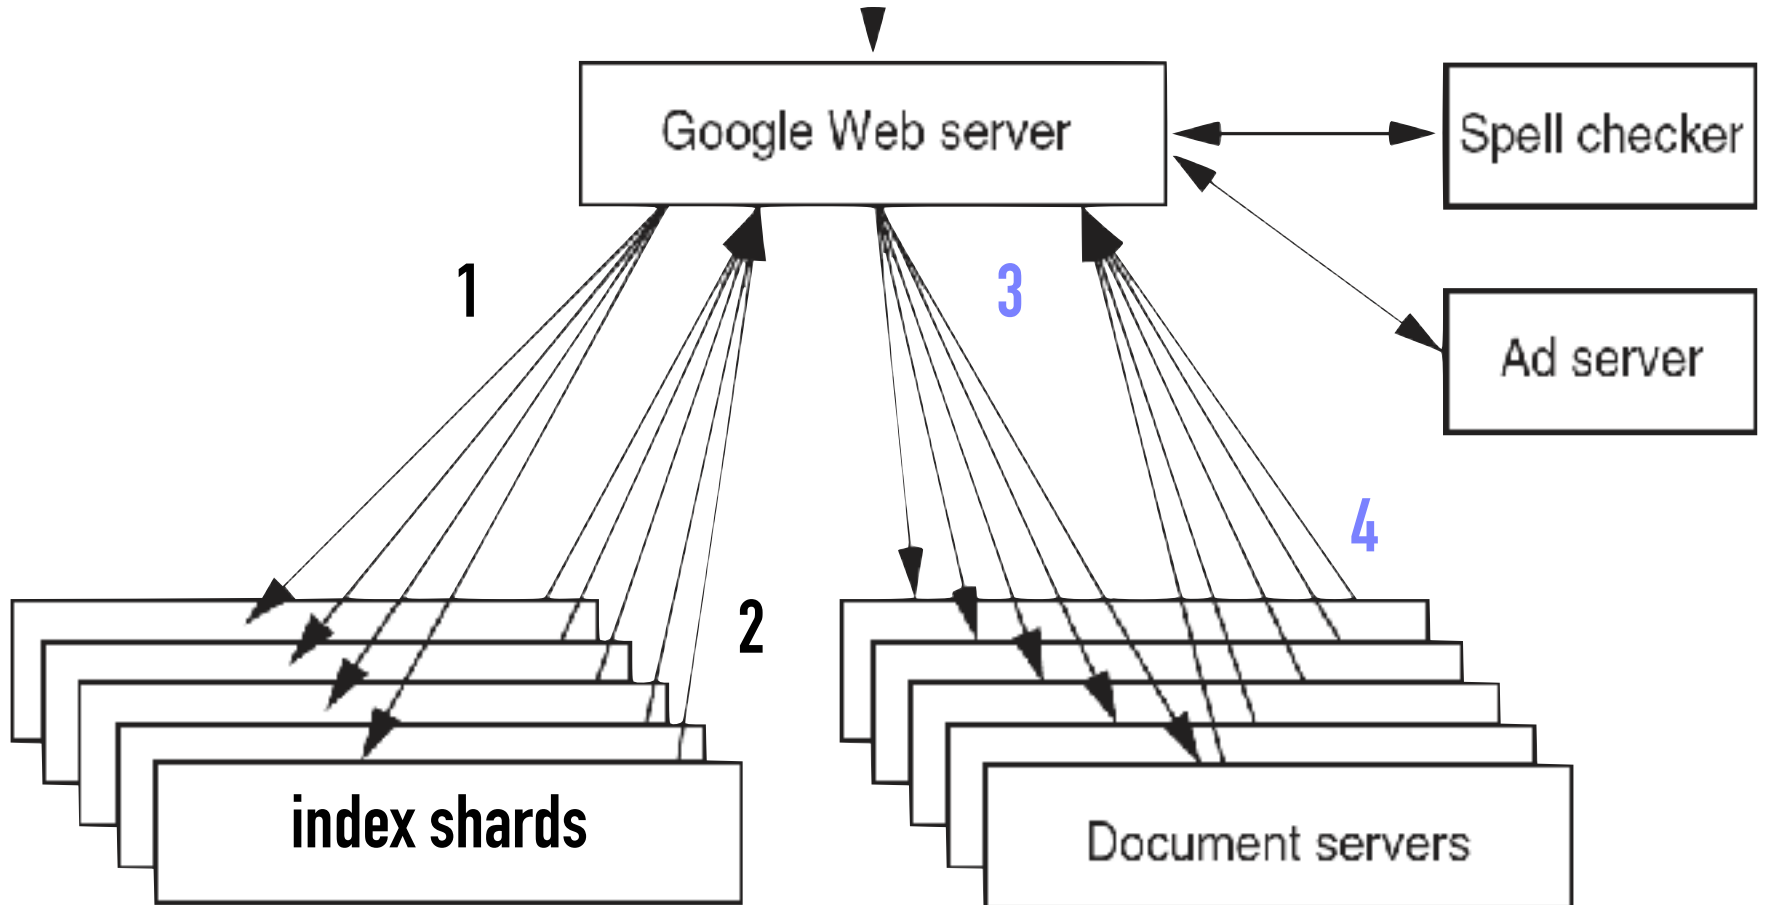 Google Web server
Spell checker
1
3
Ad server
4
2
index shards
Document servers